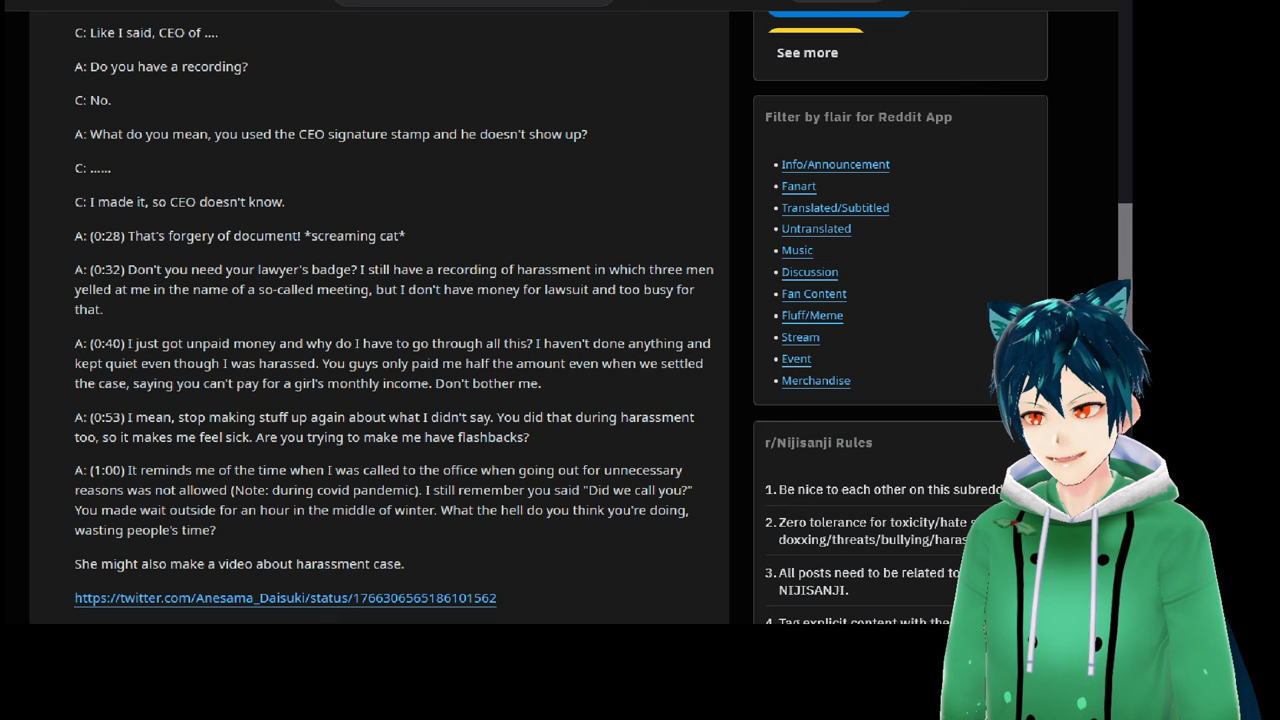 C: Like I said, CEO of ....
A: Do you have a recording?
C: No.
A: What do you mean, you used the CEO signature stamp and he doesn't show up?
C: ......
C: I made it, so CEO doesn't know.
A: (0:28) That's forgery of document! *screaming cat*
A: (0:32) Don't you need your lawyer's badge? I still have a recording of harassment in which three men
yelled at me in the name of a so-called meeting, but I don't have money for lawsuit and too busy for
that.
A: (0:40) I just got unpaid money and why do I have to go through all this? I haven't done anything and
kept quiet even though I was harassed. You guys only paid me half the amount even when we settled
the case, saying you can't pay for a girl's monthly income. Don't bother me.
A: (0:53) I mean, stop making stuff up again about what I didn't say. You did that during harassment
too, so it makes me feel sick. Are you trying to make me have flashbacks?
A: (1:00) It reminds me of the time when I was called to the office when going out for unnecessary
reasons was not allowed (Note: during covid pandemic). I still remember you said "Did we call you?"
You made wait outside for an hour in the middle of winter. What the hell do you think you're doing,
wasting people's time?
She might also make a video about harassment case.
https://twitter.com/Anesama_Daisuki/status/1766306565186101562
See more
Filter by flair for Reddit App
• Info/Announcement
• Fanart
• Translated/Subtitled
• Untranslated
• Music
• Discussion
• Fan Content
• Fluff/Meme
• Stream
• Event
• Merchandise
r/Nijisanji Rules
1. Be nice to each other on this
2. Zero tolerance for toxicity/hate
doxxing/threats/bullying/
3. All posts need to be related to
NIJISANJI.
4. Tag explicit content with the